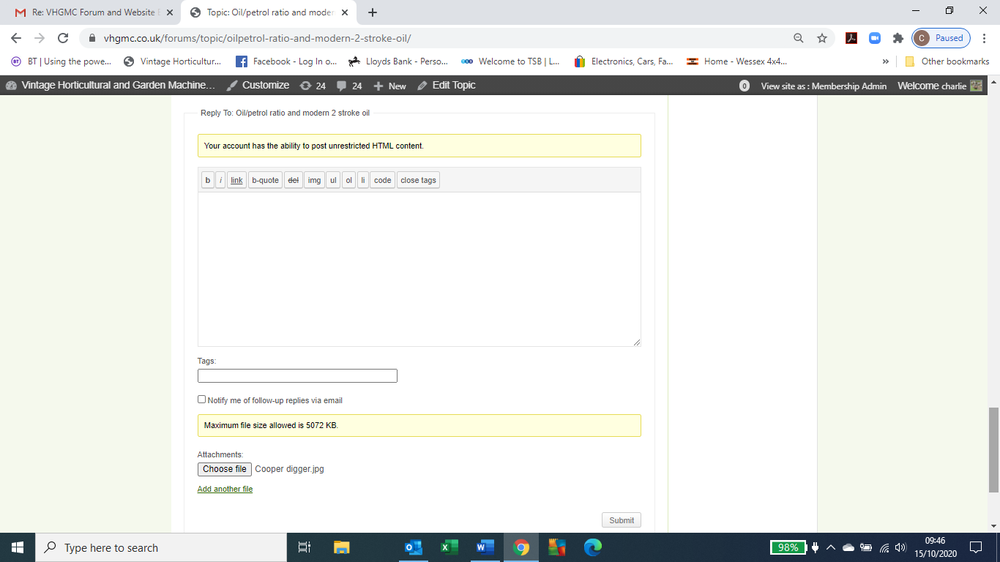 Re: VHGMC Forum and Website
Topic: Oil/petrol ratio and modern
vhgmc.co.uk/forums/topic/oilpetrol-ratio-and-modern-2-stroke-oil/
C Paused
BT | Using the powe...
Vintage Horticultur...
Facebook - Log In o...
Lloyds Bank - Perso...
Welcome to TSB | L...
Electronics, Cars, Fa...
Home - Wessex 4x4...
»
Other bookmarks
Vintage Horticultural and Garden Machine... Customize 24 24 New Edit Topic 0 View site as : Membership Admin Welcome charlie
Reply To: Oil/petrol ratio and modern 2 stroke oil
Your account has the ability to post unrestricted HTML content.
b i link b-quote del img ul ol li code close tags
Tags:
Notify me of follow-up replies via email
Maximum file size allowed is 5072 KB.
Attachments:
Choose file Cooper digger.jpg
Add another file
Submit
Type here to search
98%
09:46
15/10/2020